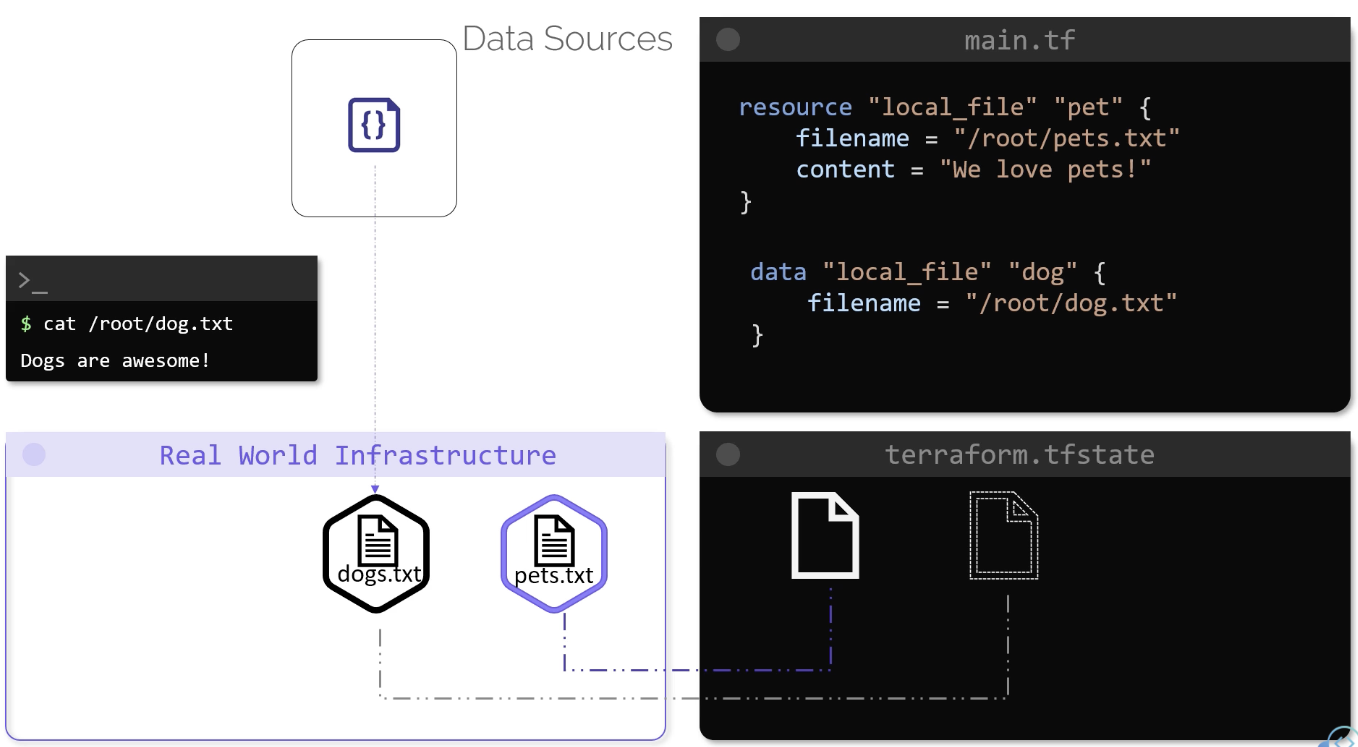 Data Sources
{}
>_
$ cat /root/dog.txt
Dogs are awesome!
main.tf
resource "local_file" "pet" {
    filename = "/root/pets.txt"
    content = "We love pets!"
}
data "local_file" "dog" {
    filename = "/root/dog.txt"
}
Real World Infrastructure
dogs.txt
pets.txt
terraform.tfstate